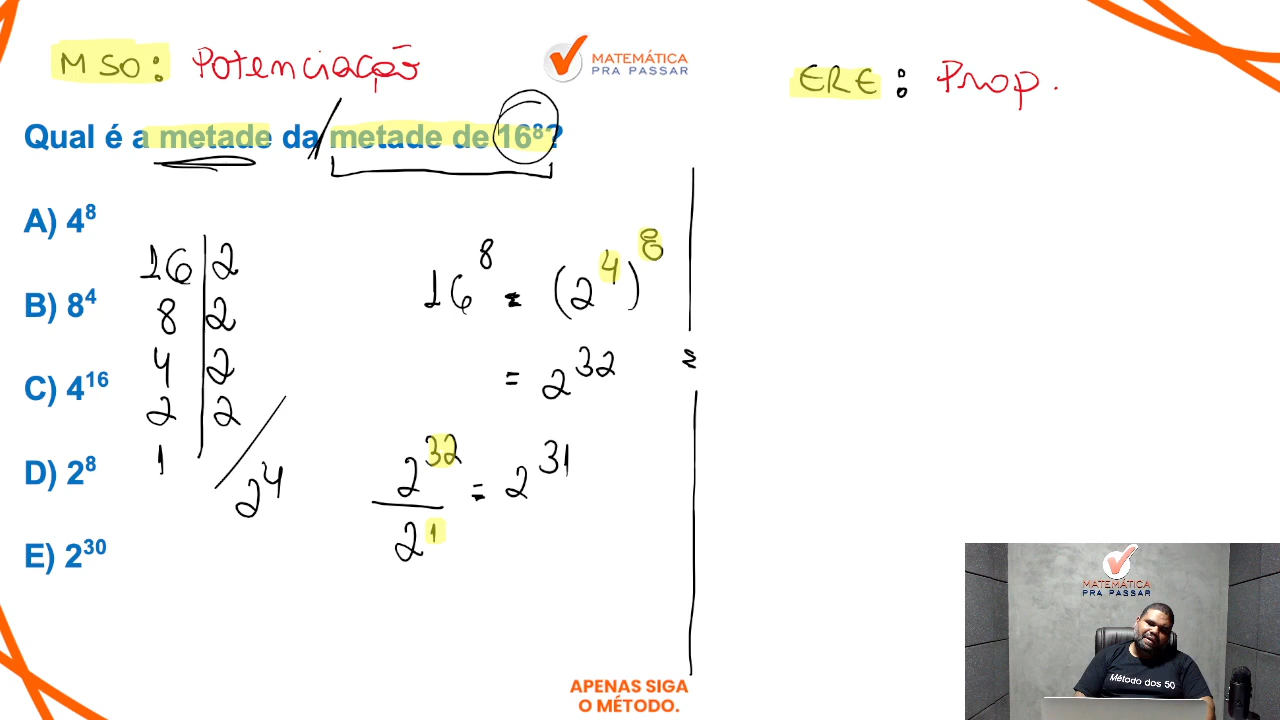 MSO: Potenciação
MATEMÁTICA
PRA PASSAR
ERE: Prop.
Qual é a metade da metade de 16⁸?
A) 4⁸
B) 8⁴
C) 4¹⁶
D) 2⁸
E) 2³⁰
16 | 2
8 | 2
4 | 2
2 | 2
1
2⁴
16⁸ = (2⁴)⁸
= 2³²
=
2³²/2¹ = 2³¹
MATEMÁTICA
PRA PASSAR
Método dos 50
APENAS SIGA
O MÉTODO.